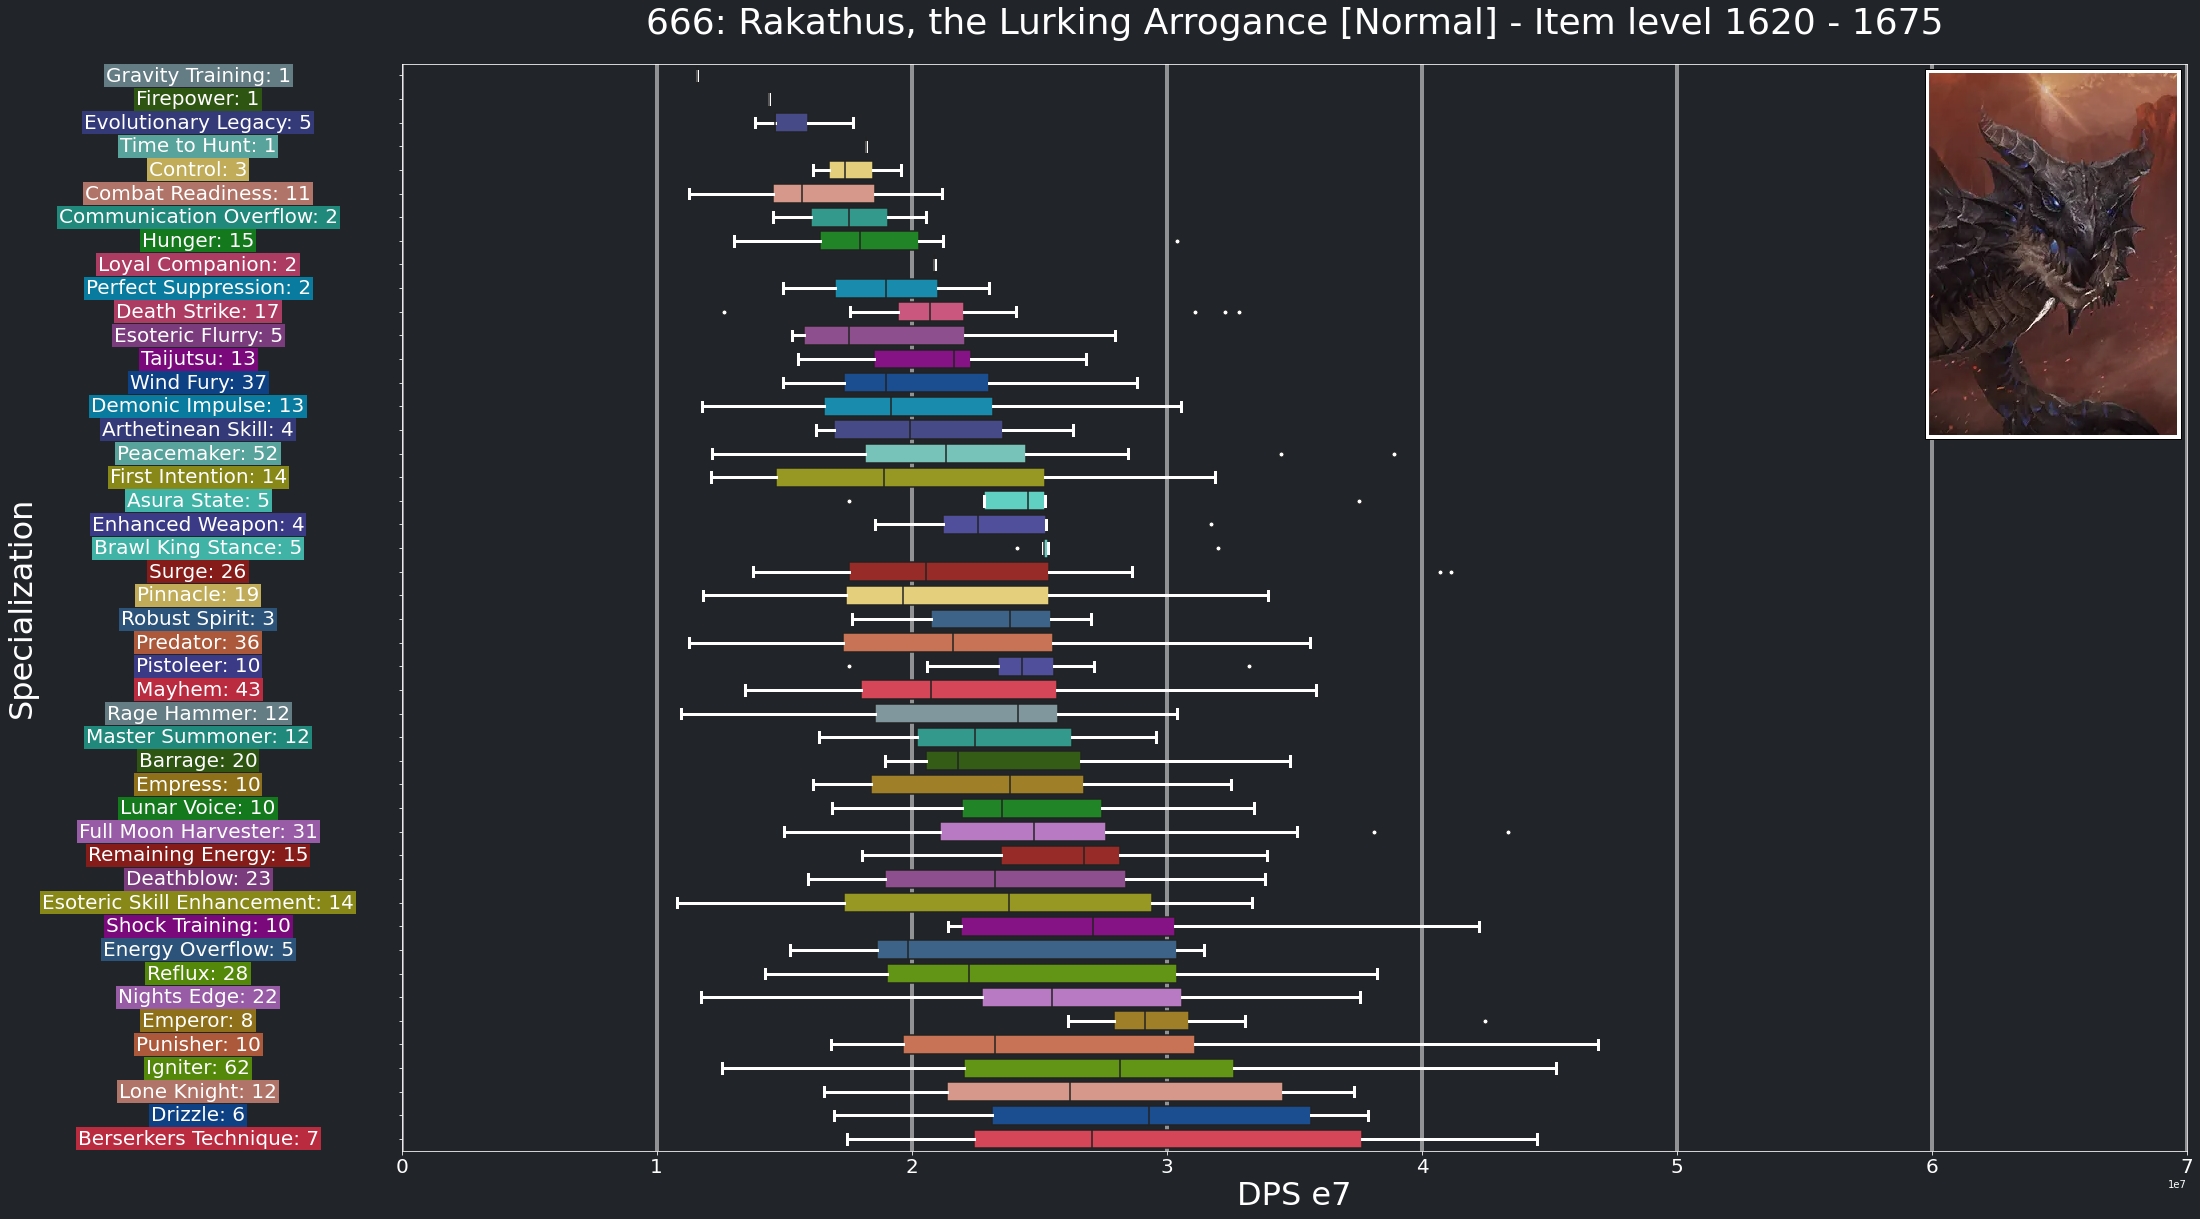 666: Rakathus, the Lurking Arrogance [Normal] - Item level 1620 - 1675
Specialization
Gravity Training: 1
Firepower: 1
Evolutionary Legacy: 5
Time to Hunt: 1
Control: 3
Combat Readiness: 11
Communication Overflow: 2
Hunger: 15
Loyal Companion: 2
Perfect Suppression: 2
Death Strike: 17
Esoteric Flurry: 5
Taijutsu: 13
Wind Fury: 37
Demonic Impulse: 13
Arthetinean Skill: 4
Peacemaker: 52
First Intention: 14
Asura State: 5
Enhanced Weapon: 4
Brawl King Stance: 5
Surge: 26
Pinnacle: 19
Robust Spirit: 3
Predator: 36
Pistoleer: 10
Mayhem: 43
Rage Hammer: 12
Master Summoner: 12
Barrage: 20
Empress: 10
Lunar Voice: 10
Full Moon Harvester: 31
Remaining Energy: 15
Deathblow: 23
Esoteric Skill Enhancement: 14
Shock Training: 10
Energy Overflow: 5
Reflux: 28
Nights Edge: 22
Emperor: 8
Punisher: 10
Igniter: 62
Lone Knight: 12
Drizzle: 6
Berserkers Technique: 7
0 1 2 3 4 5 6 7
1e7
DPS e7